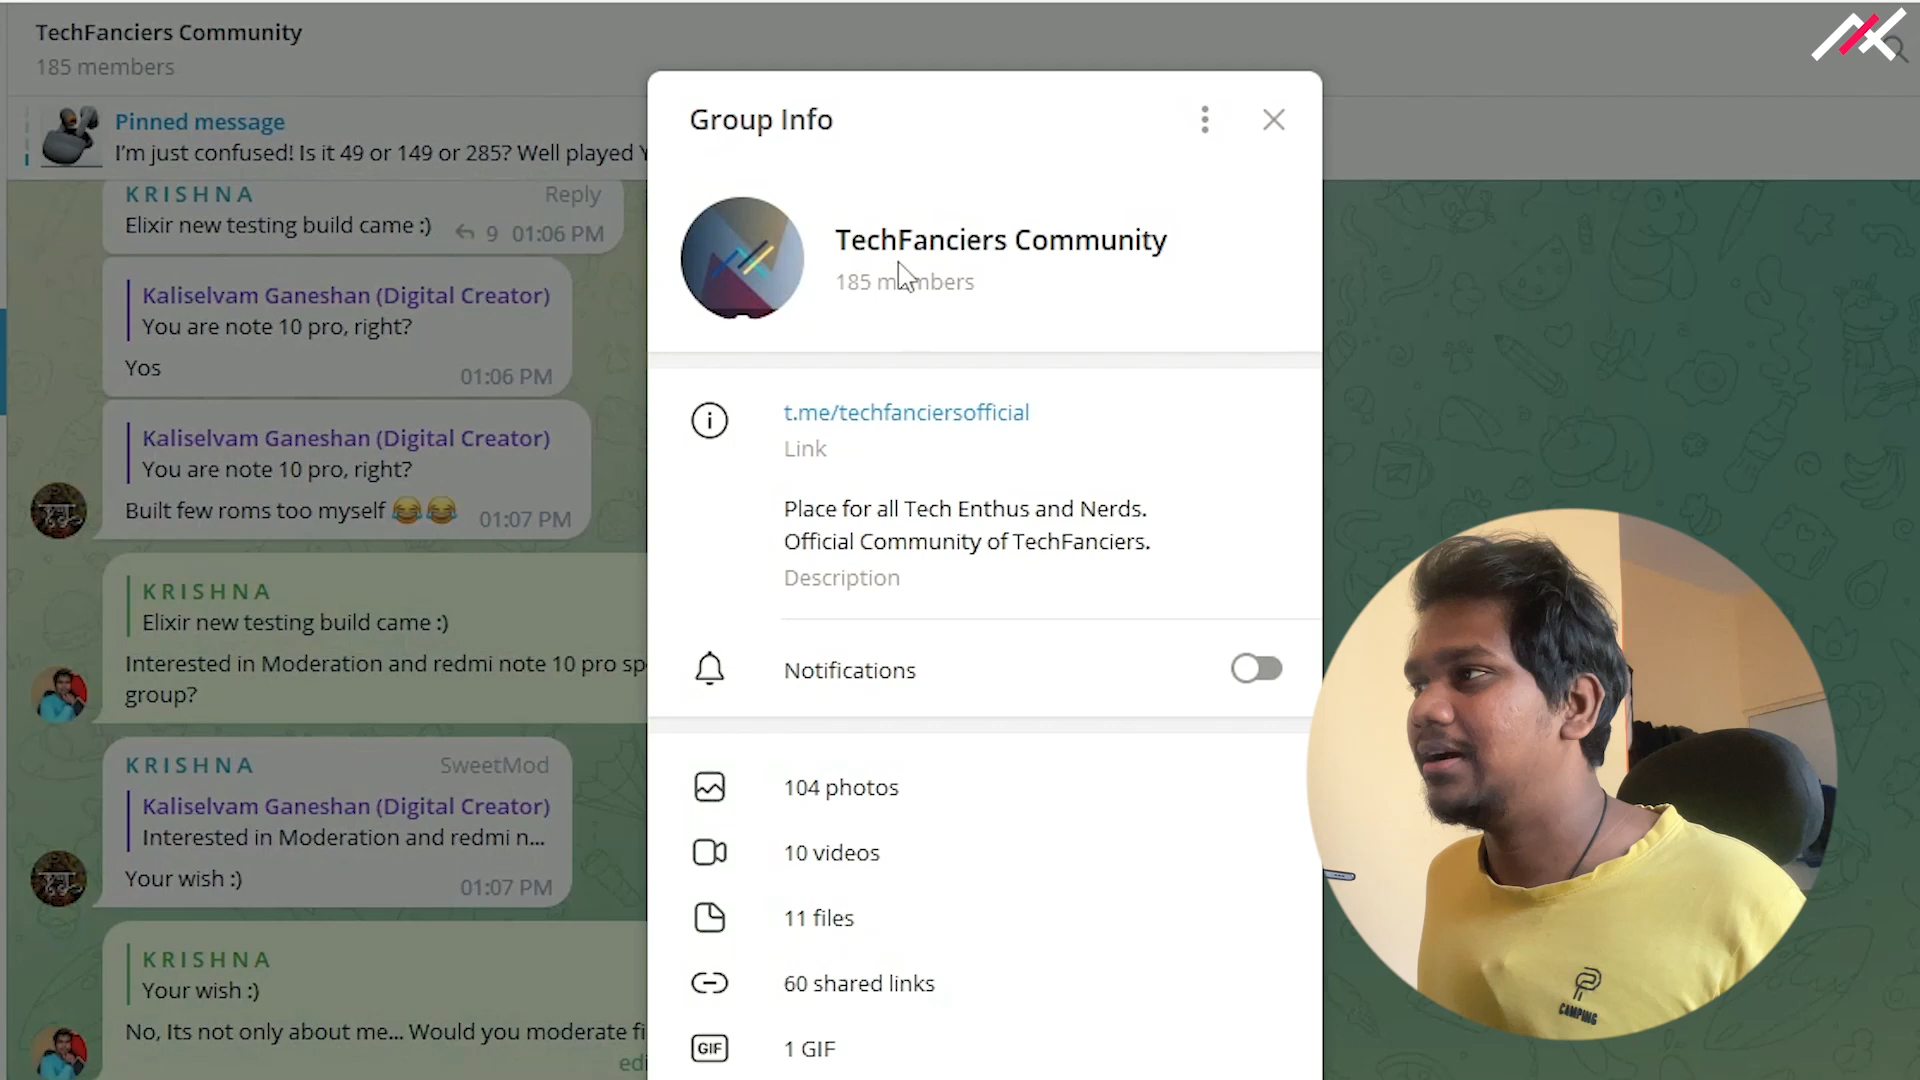 TechFanciers Community
185 members
Pinned message
I'm just confused! Is it 49 or 149 or 285? Well played
KRISHNA
Reply
Elixir new testing build came :)
9 01:06 PM
Kaliselvam Ganeshan (Digital Creator)
You are note 10 pro, right?
Yos
01:06 PM
Kaliselvam Ganeshan (Digital Creator)
You are note 10 pro, right?
Built few roms too myself 😂😂
01:07 PM
KRISHNA
Elixir new testing build came :)
Interested in Moderation and redmi note 10 pro sp
group?
KRISHNA
SweetMod
Kaliselvam Ganeshan (Digital Creator)
Interested in Moderation and redmi n...
Your wish :)
01:07 PM
KRISHNA
Your wish :)
No, Its not only about me... Would you moderate fi
edi
Group Info
TechFanciers Community
185 members
t.me/techfanciersofficial
Link
Place for all Tech Enthus and Nerds.
Official Community of TechFanciers.
Description
Notifications
104 photos
10 videos
11 files
60 shared links
GIF
1 GIF
CAMPING